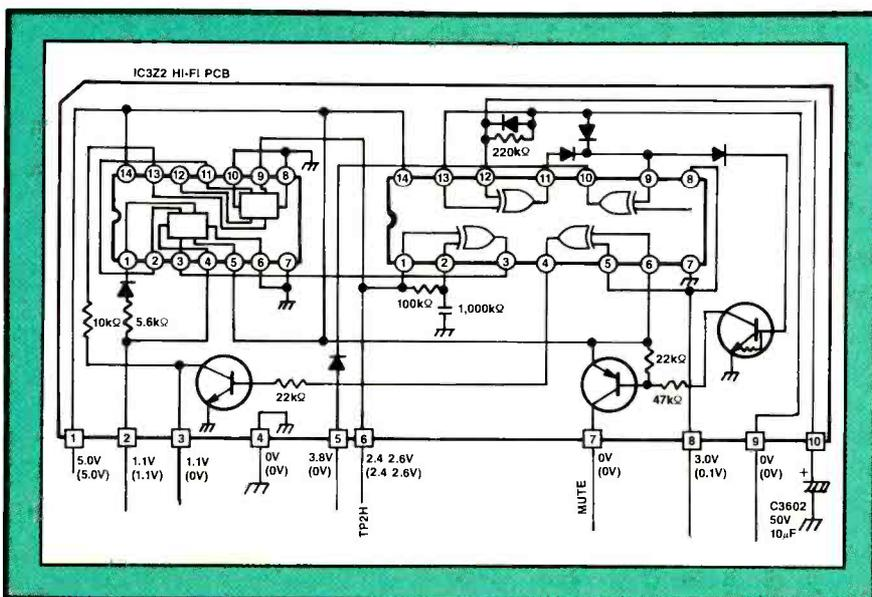 IC3Z2 HI-FI PCB
220kΩ
14 13 12 11 10 9 8
14 13 12 11 10 9 8
1 2 3 4 5 6 7
1 2 3 4 5 6 7
100kΩ
1,000kΩ
10kΩ
5.6kΩ
22kΩ
47kΩ
22kΩ
1 2 3 4 5 6 7 8 9 10
5.0V
(5.0V)
1.1V
(1.1V)
1.1V
(0V)
0V
(0V)
3.8V
(0V)
2.4 2.6V
(2.4 2.6V)
TP2H
0V
(0V)
MUTE
3.0V
(0.1V)
0V
(0V)
+
C3602
50V
10µF